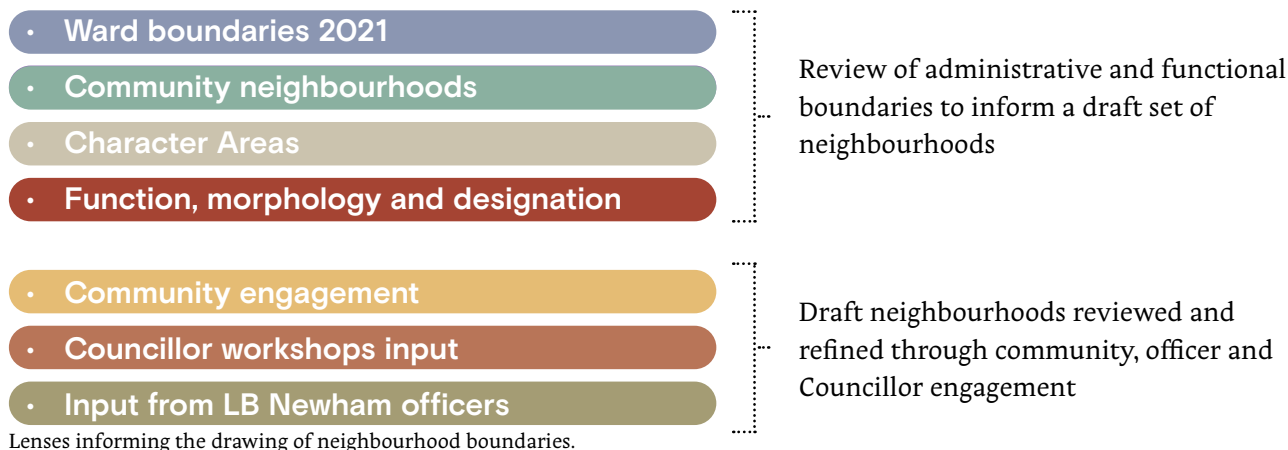 • Ward boundaries 2021
• Community neighbourhoods
• Character Areas
• Function, morphology and designation
Review of administrative and functional
boundaries to inform a draft set of
neighbourhoods
• Community engagement
• Councillor workshops input
• Input from LB Newham officers
Draft neighbourhoods reviewed and
refined through community, officer and
Councillor engagement
Lenses informing the drawing of neighbourhood boundaries.